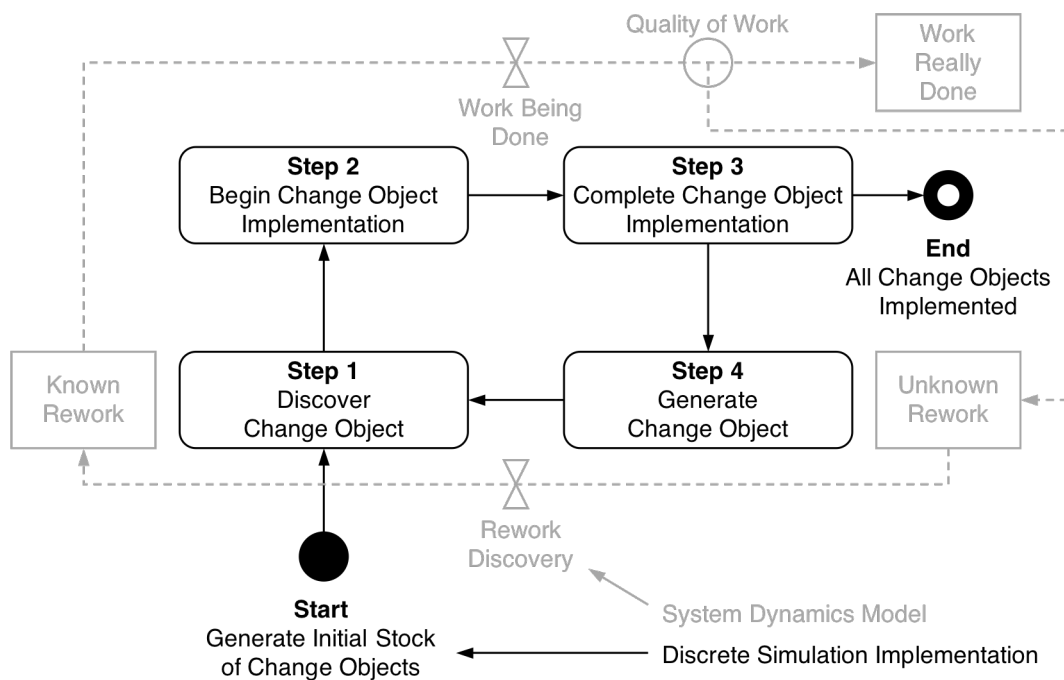 Quality of Work
Work
Really
Done
Work Being
Done
Step 2
Begin Change Object
Implementation
Step 3
Complete Change Object
Implementation
End
All Change Objects
Implemented
Known
Rework
Step 1
Discover
Change Object
Step 4
Generate
Change Object
Unknown
Rework
Rework
Discovery
Start
Generate Initial Stock
of Change Objects
System Dynamics Model
Discrete Simulation Implementation